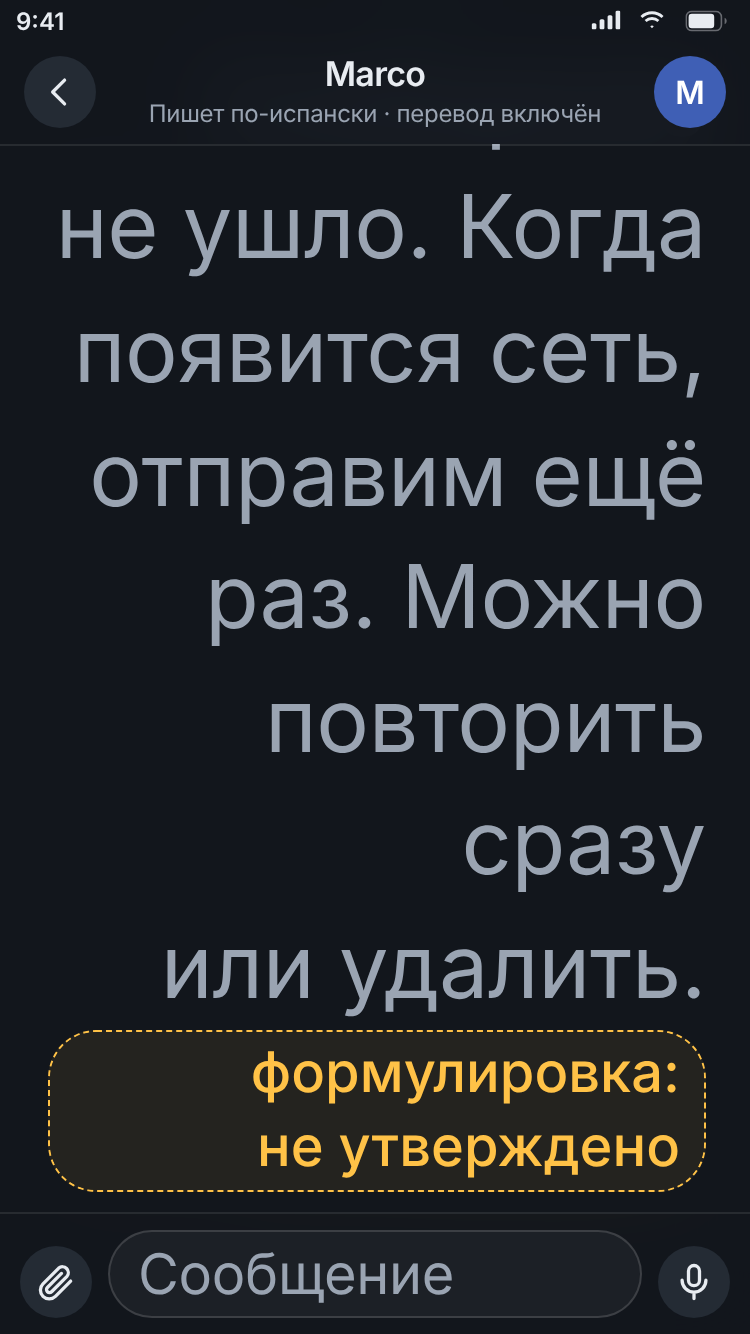 9:41
Marco
M
Пишет по-испански · перевод включён
не ушло. Когда
появится сеть,
отправим ещё
раз. Можно
повторить
сразу
или удалить.
формулировка:
не утверждено
Сообщение